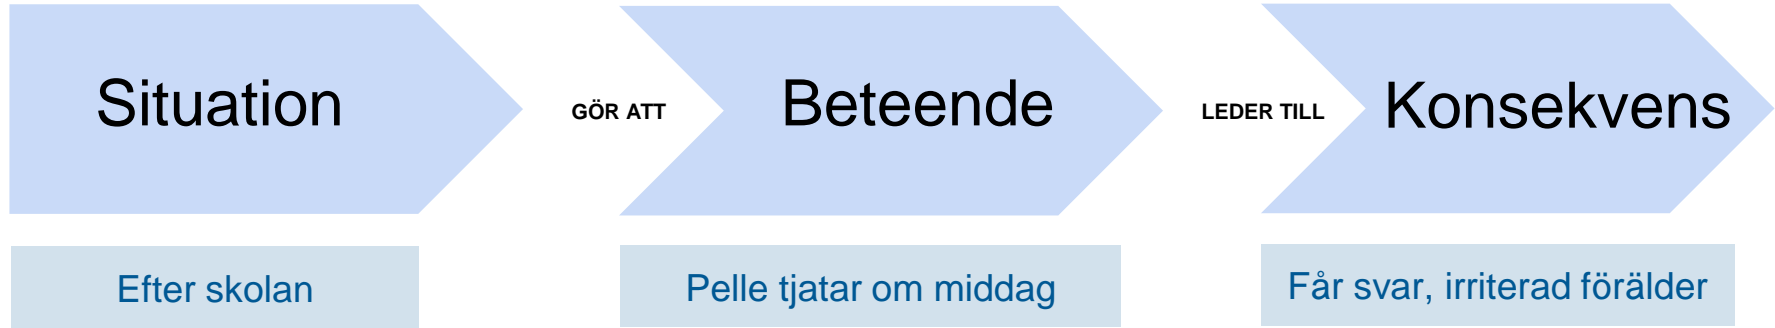 Situation
GÖR ATT
Beteende
LEDER TILL
Konsekvens
Efter skolan
Pelle tjatar om middag
Får svar, irriterad förälder